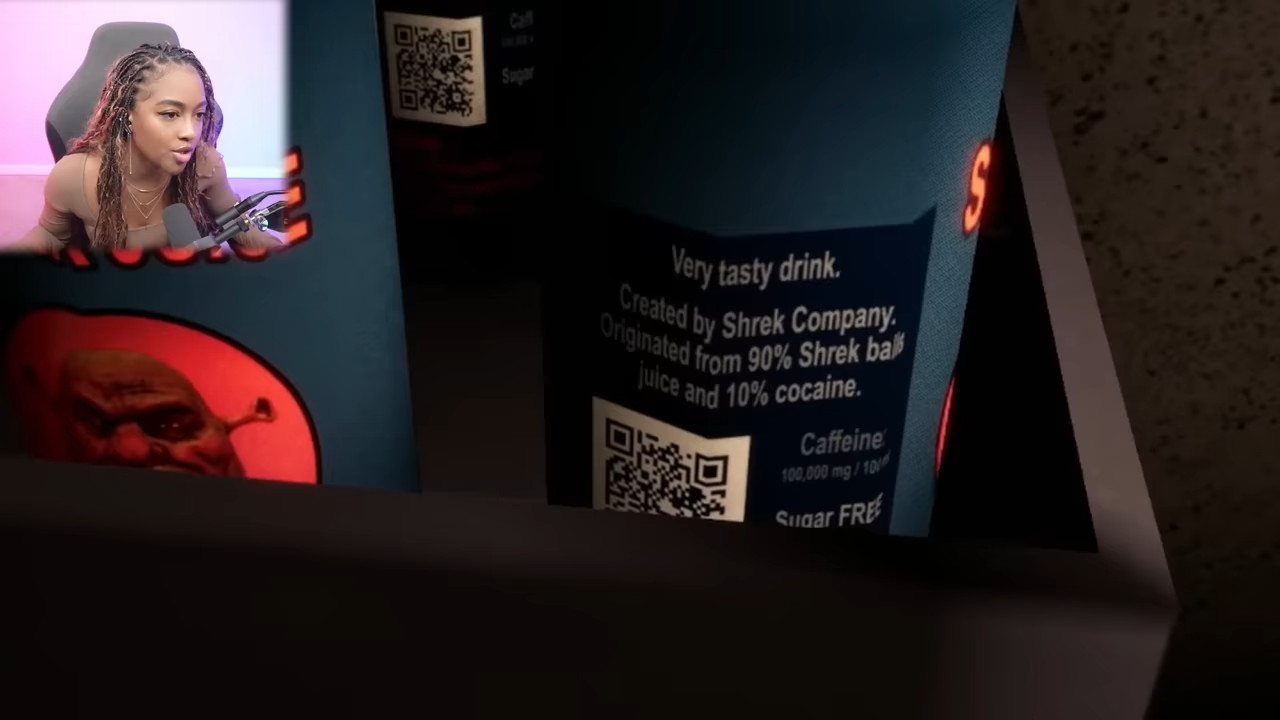 Sugar
Very tasty drink.
Created by Shrek Company.
Originated from 90% Shrek balls
juice and 10% cocaine.
Caffeine:
100,000 mg /
Sugar FREE
S
E